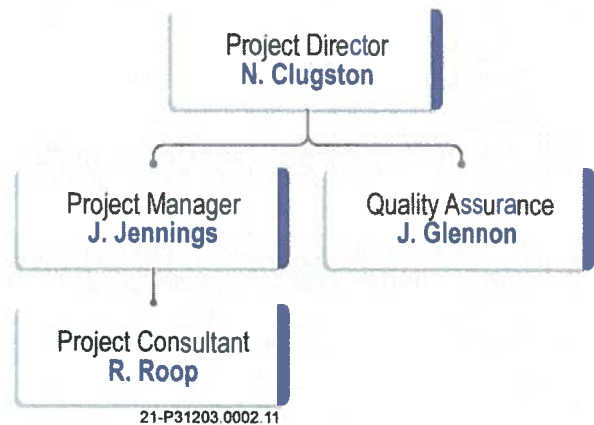 Project Director
N. Clugston
Project Manager
J. Jennings
Quality Assurance
J. Glennon
Project Consultant
R. Roop
21-P31203.0002.11